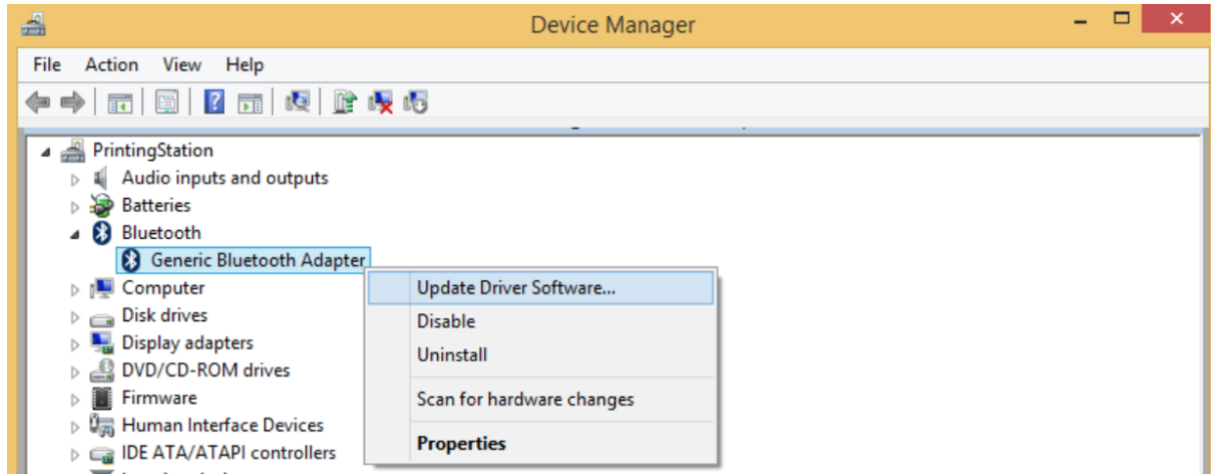 Device Manager
File Action View Help
PrintingStation
Audio inputs and outputs
Batteries
Bluetooth
Generic Bluetooth Adapter
Computer
Disk drives
Display adapters
DVD/CD-ROM drives
Firmware
Human Interface Devices
IDE ATA/ATAPI controllers
Update Driver Software...
Disable
Uninstall
Scan for hardware changes
Properties